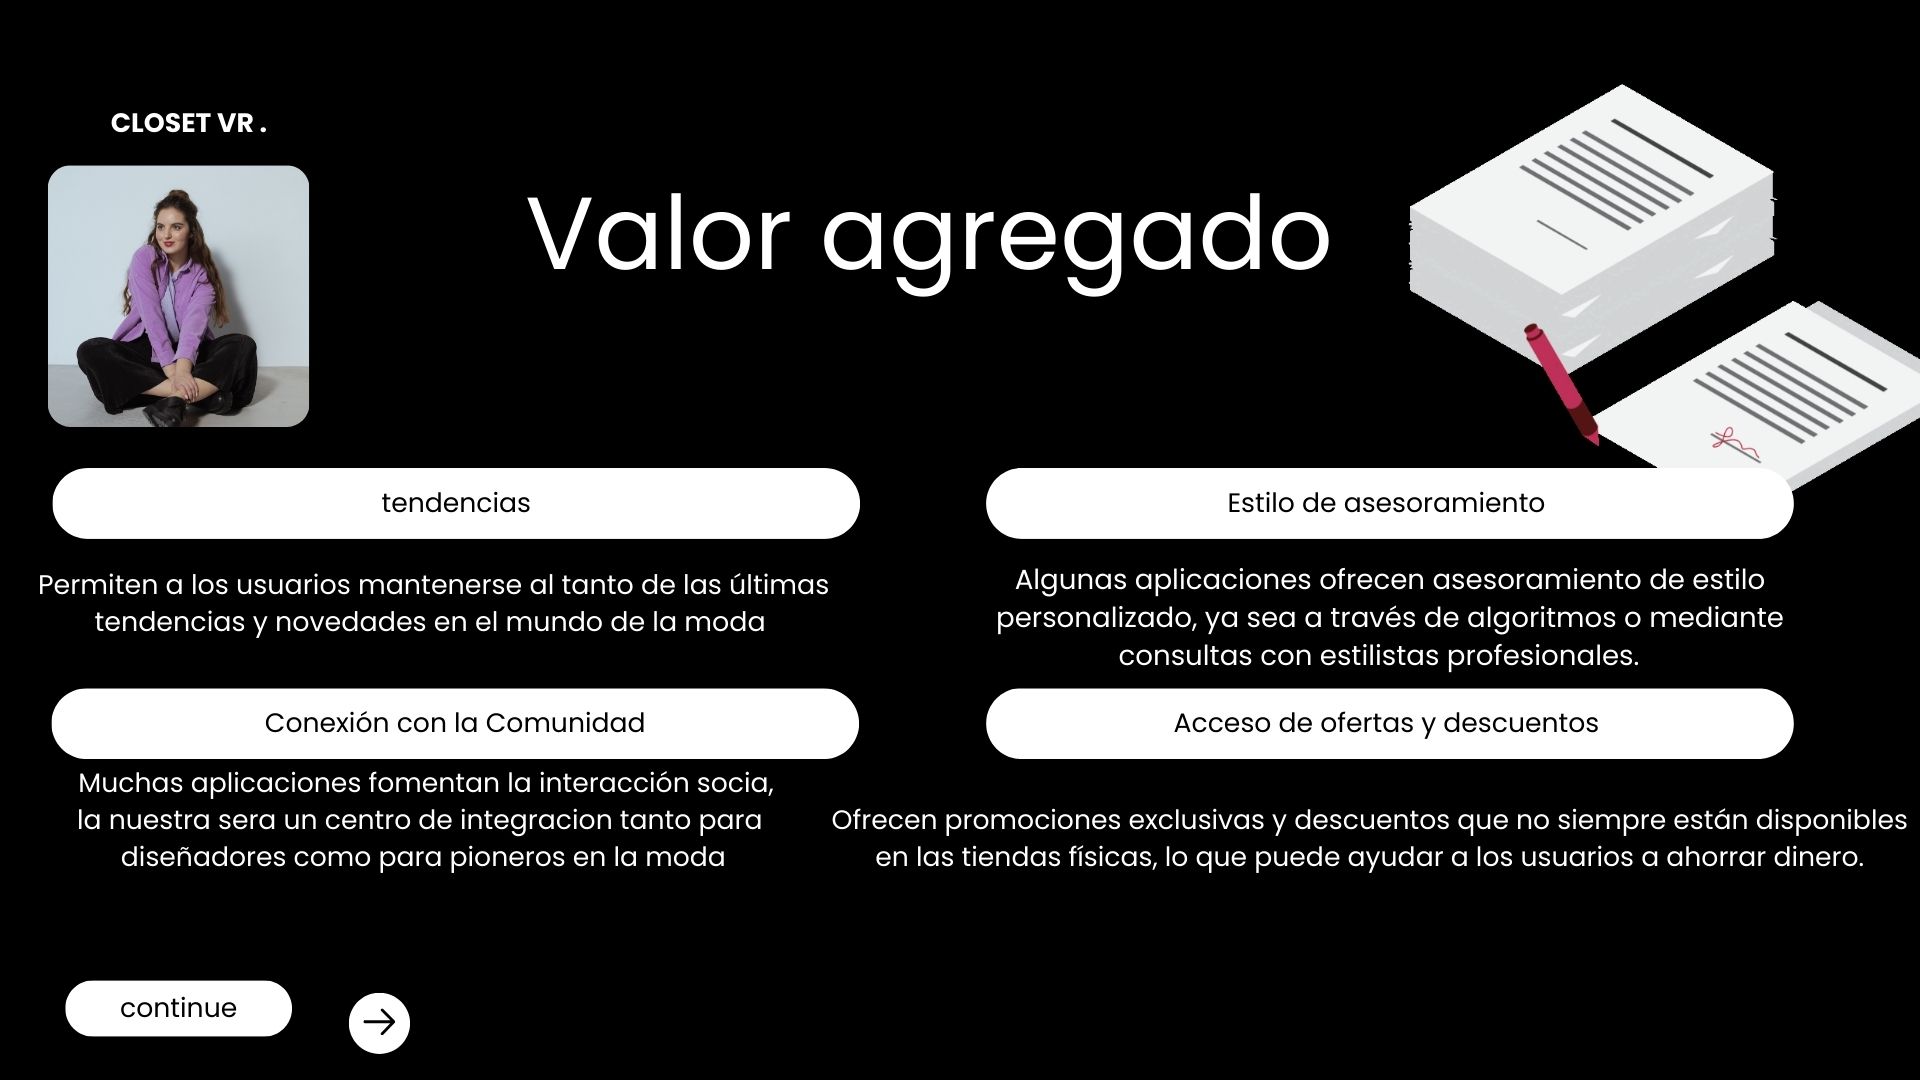 CLOSET VR .
Valor agregado
tendencias
Permiten a los usuarios mantenerse al tanto de las últimas
tendencias y novedades en el mundo de la moda
Estilo de asesoramiento
Algunas aplicaciones ofrecen asesoramiento de estilo
personalizado, ya sea a través de algoritmos o mediante
consultas con estilistas profesionales.
Conexión con la Comunidad
Muchas aplicaciones fomentan la interacción socia,
la nuestra sera un centro de integracion tanto para
diseñadores como para pioneros en la moda
Acceso de ofertas y descuentos
Ofrecen promociones exclusivas y descuentos que no siempre están disponibles
en las tiendas físicas, lo que puede ayudar a los usuarios a ahorrar dinero.
continue